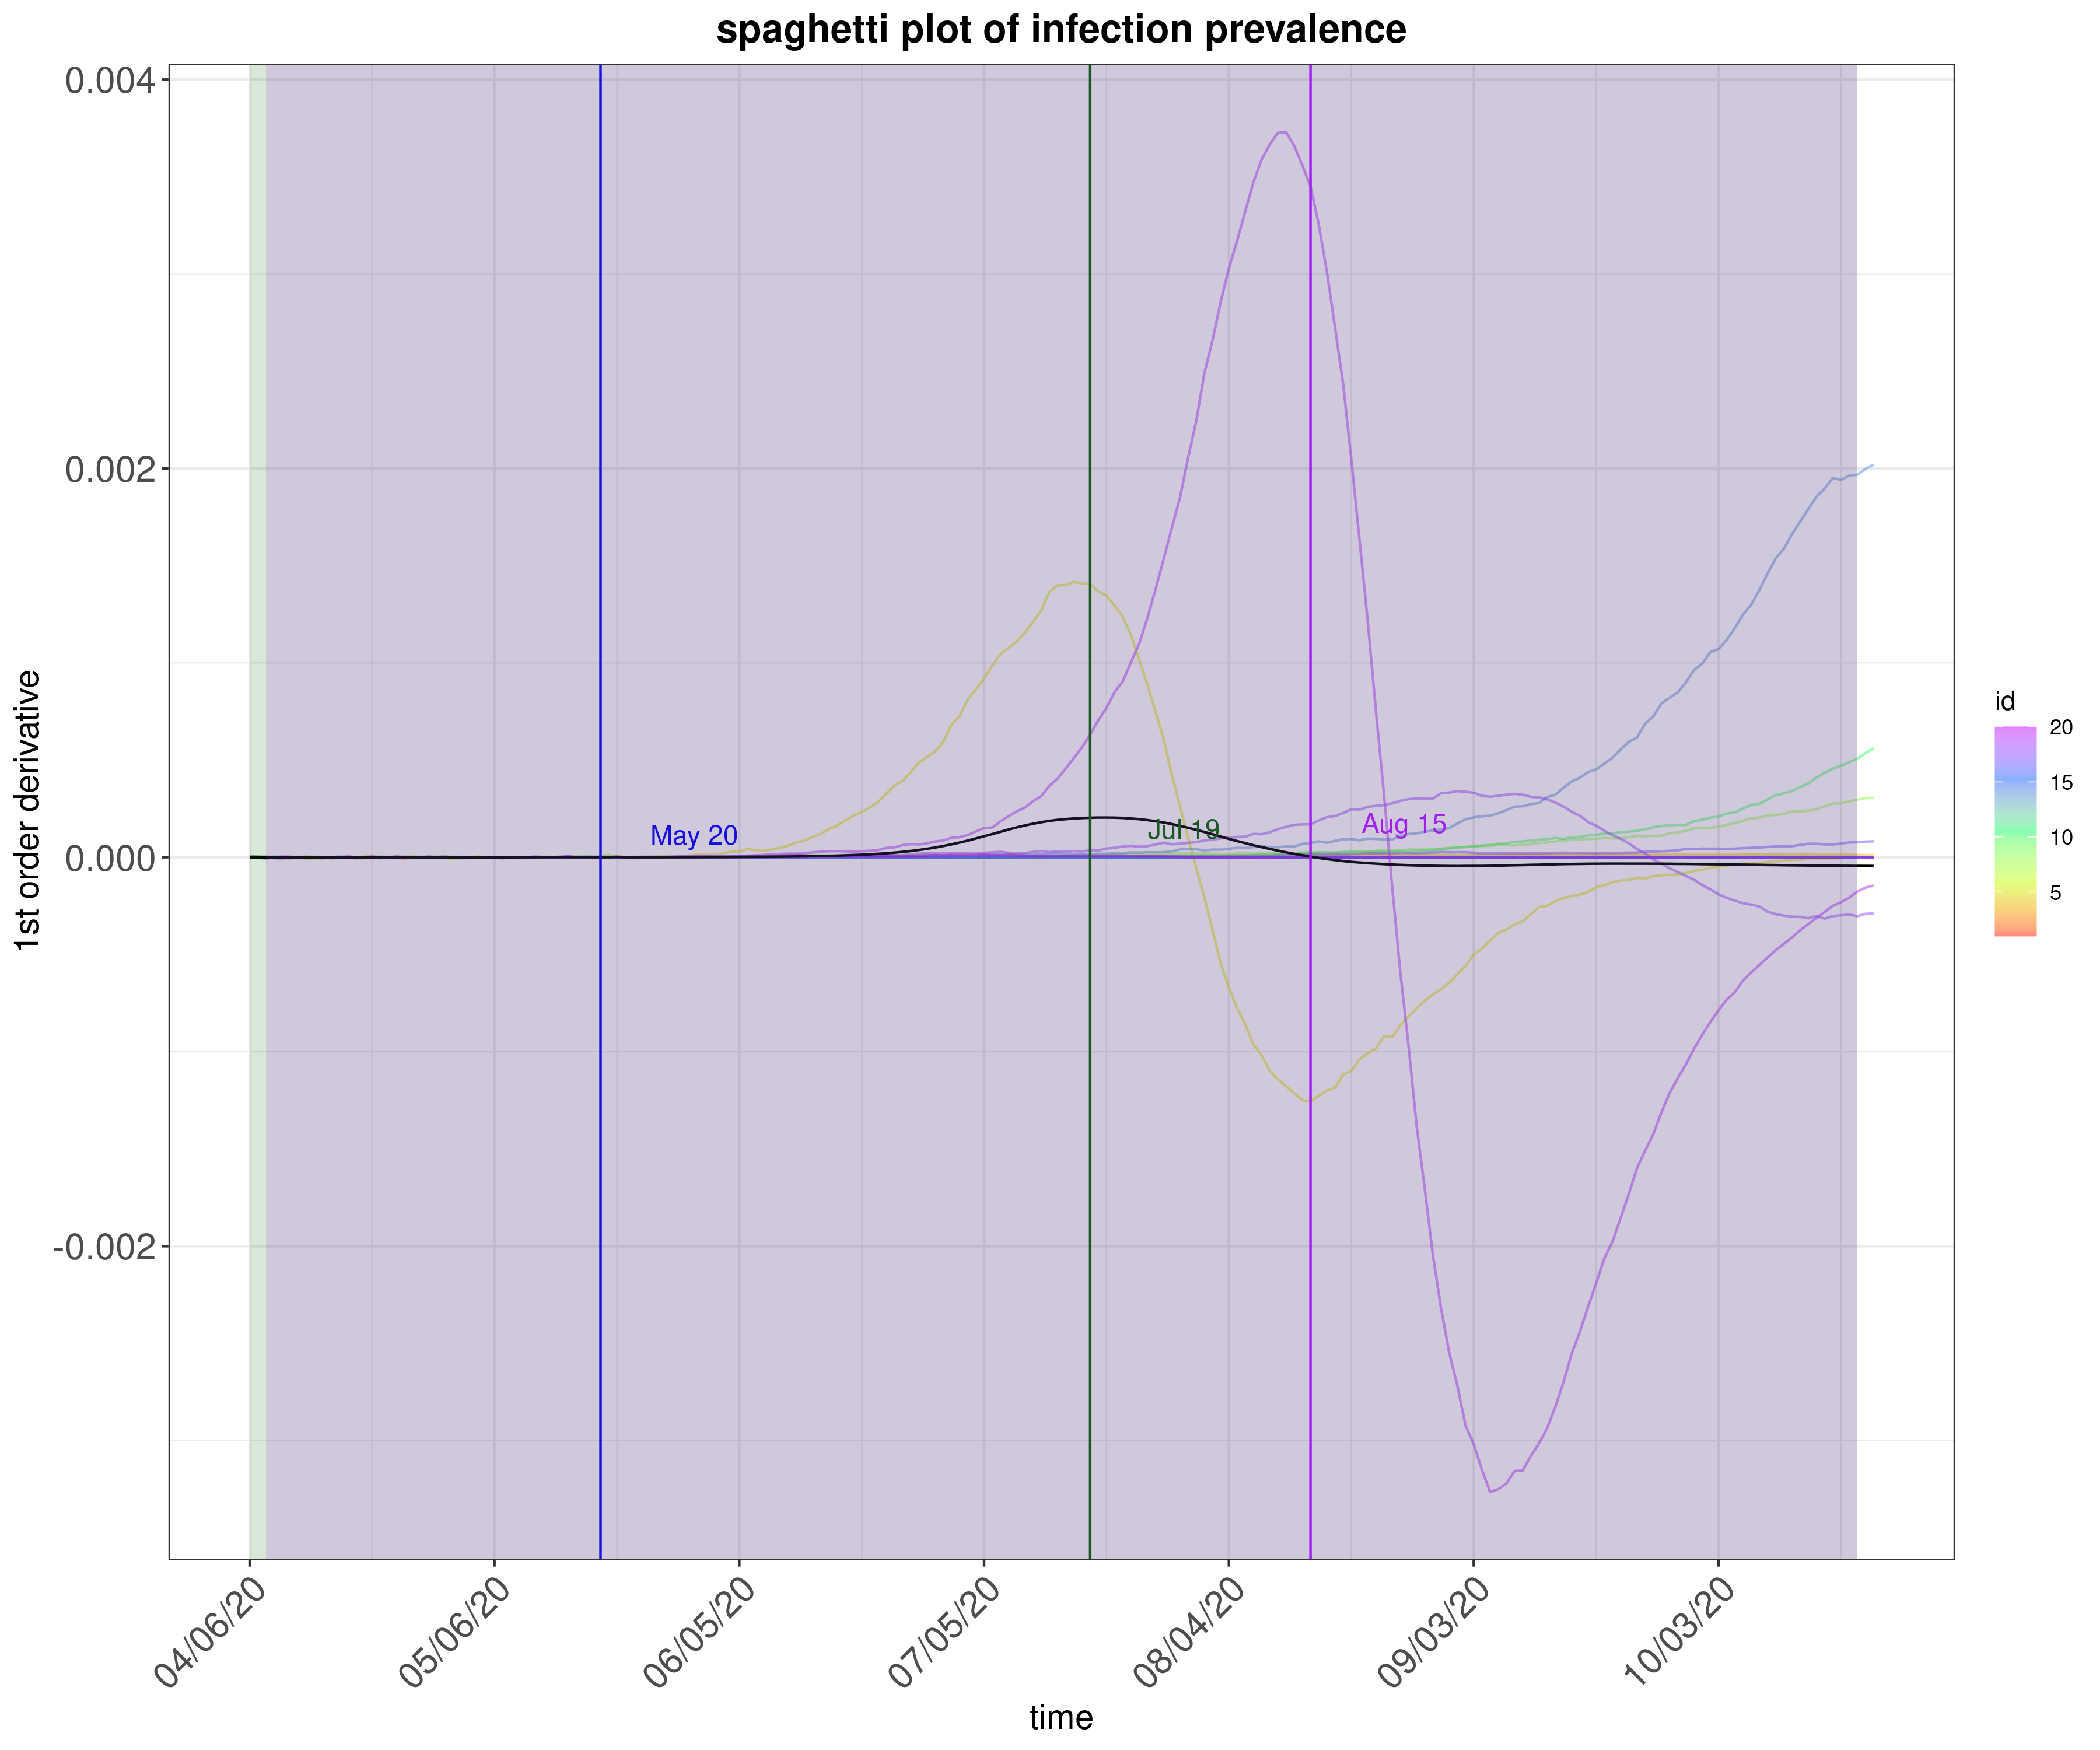 spaghetti plot of infection prevalence
0.004
0.002
0.000
-0.002
1st order derivative
May 20
Jul 19
Aug 15
id
20
15
10
5
04/06/20
05/06/20
06/05/20
07/05/20
08/04/20
09/03/20
10/03/20
time